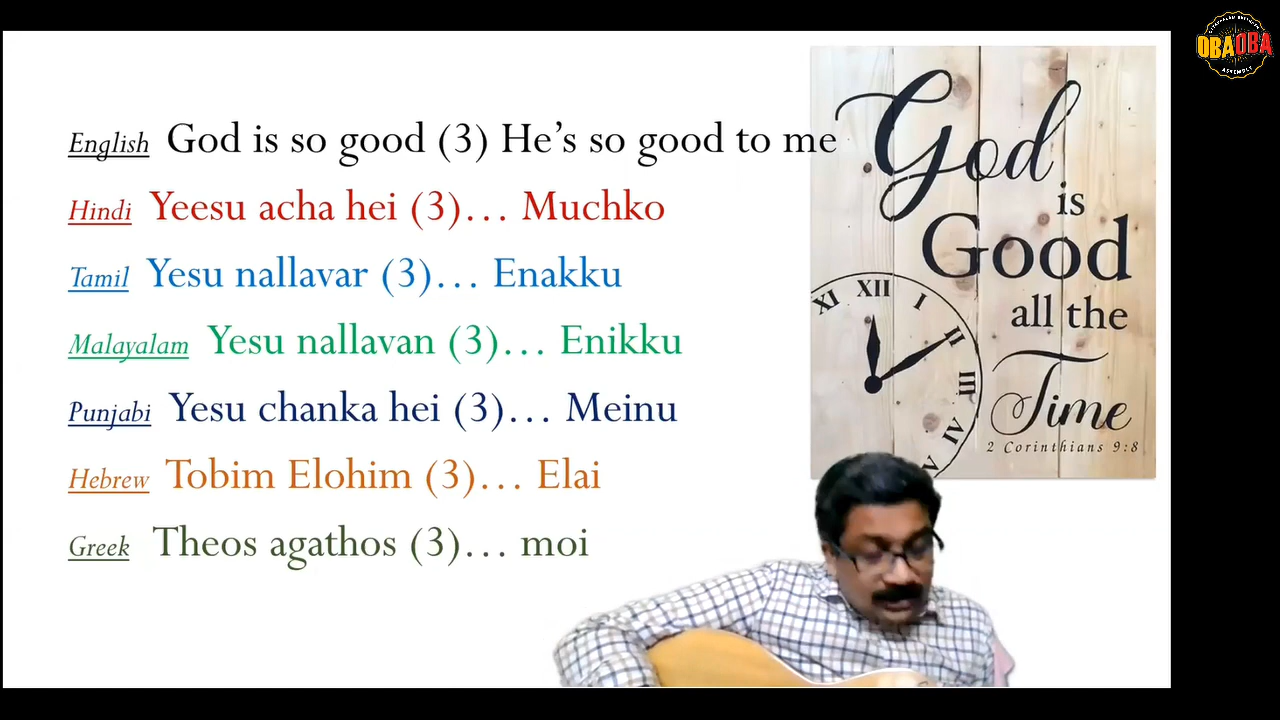 English God is so good (3) He's so good to me
Hindi Yeesu acha hei (3)... Muchko
Tamil Yesu nallavar (3)... Enakku
Malayalam Yesu nallavan (3)... Enikku
Punjabi Yesu chanka hei (3)... Meinu
Hebrew Tobim Elohim (3)... Elai
Greek Theos agathos (3)... moi
God
is
Good
all the
Time
2 Corinthians 9:8
XI XII I II III IV V
OBAOBA
ASSEMBLY